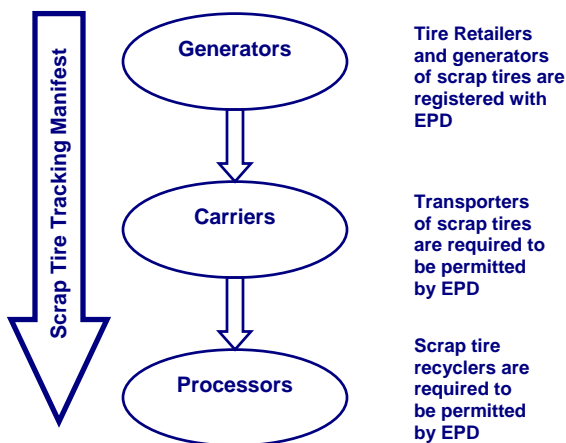 Scrap Tire Tracking Manifest
Generators
Tire Retailers
and generators
of scrap tires are
registered with
EPD
Carriers
Transporters
of scrap tires
are required to
be permitted
by EPD
Processors
Scrap tire
recyclers are
required to
be permitted
by EPD